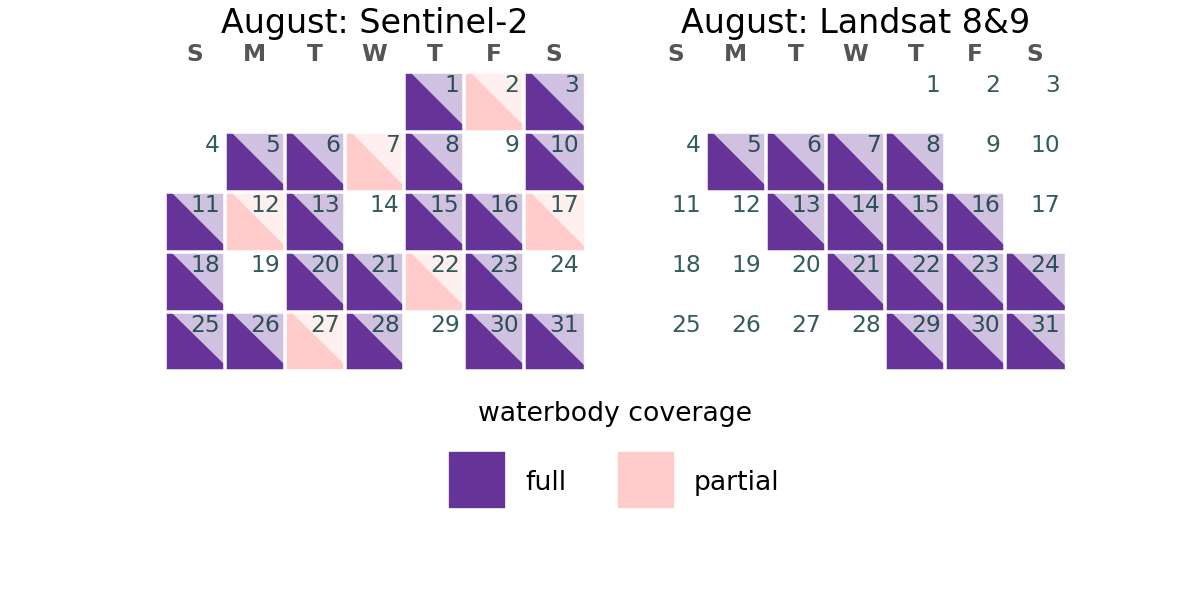 August: Sentinel-2
S M T W T F S
1 2 3
4 5 6 7 8 9 10
11 12 13 14 15 16 17
18 19 20 21 22 23 24
25 26 27 28 29 30 31
August: Landsat 8&9
S M T W T F S
1 2 3
4 5 6 7 8 9 10
11 12 13 14 15 16 17
18 19 20 21 22 23 24
25 26 27 28 29 30 31
waterbody coverage
full partial